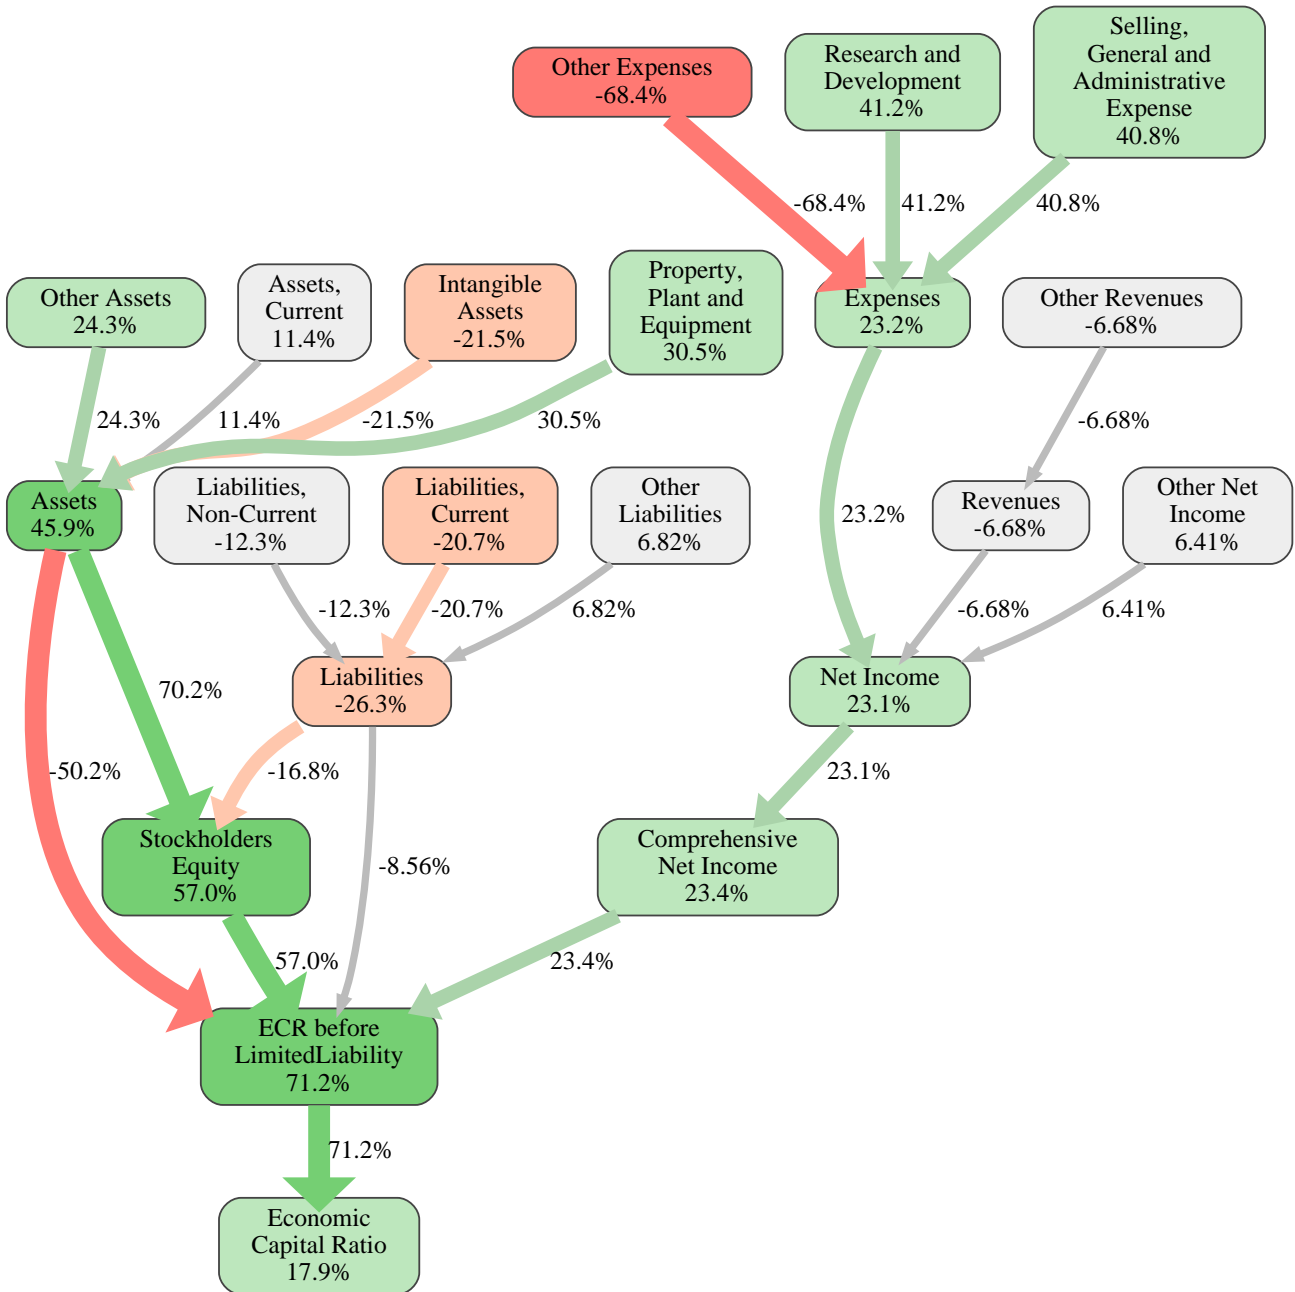 Other Expenses
-68.4%
Research and
Development
41.2%
Selling,
General and
Administrative
Expense
40.8%
-68.4%
41.2%
40.8%
Other Assets
24.3%
Assets,
Current
11.4%
Intangible
Assets
-21.5%
Property,
Plant and
Equipment
30.5%
Expenses
23.2%
Other Revenues
-6.68%
24.3%
11.4%
-21.5%
30.5%
-6.68%
Assets
45.9%
Liabilities,
Non-Current
-12.3%
Liabilities,
Current
-20.7%
Other
Liabilities
6.82%
23.2%
Revenues
-6.68%
Other Net
Income
6.41%
-12.3%
-20.7%
6.82%
-6.68%
6.41%
70.2%
Liabilities
-26.3%
Net Income
23.1%
-50.2%
-16.8%
23.1%
Stockholders
Equity
57.0%
-8.56%
Comprehensive
Net Income
23.4%
57.0%
23.4%
ECR before
LimitedLiability
71.2%
71.2%
Economic
Capital Ratio
17.9%